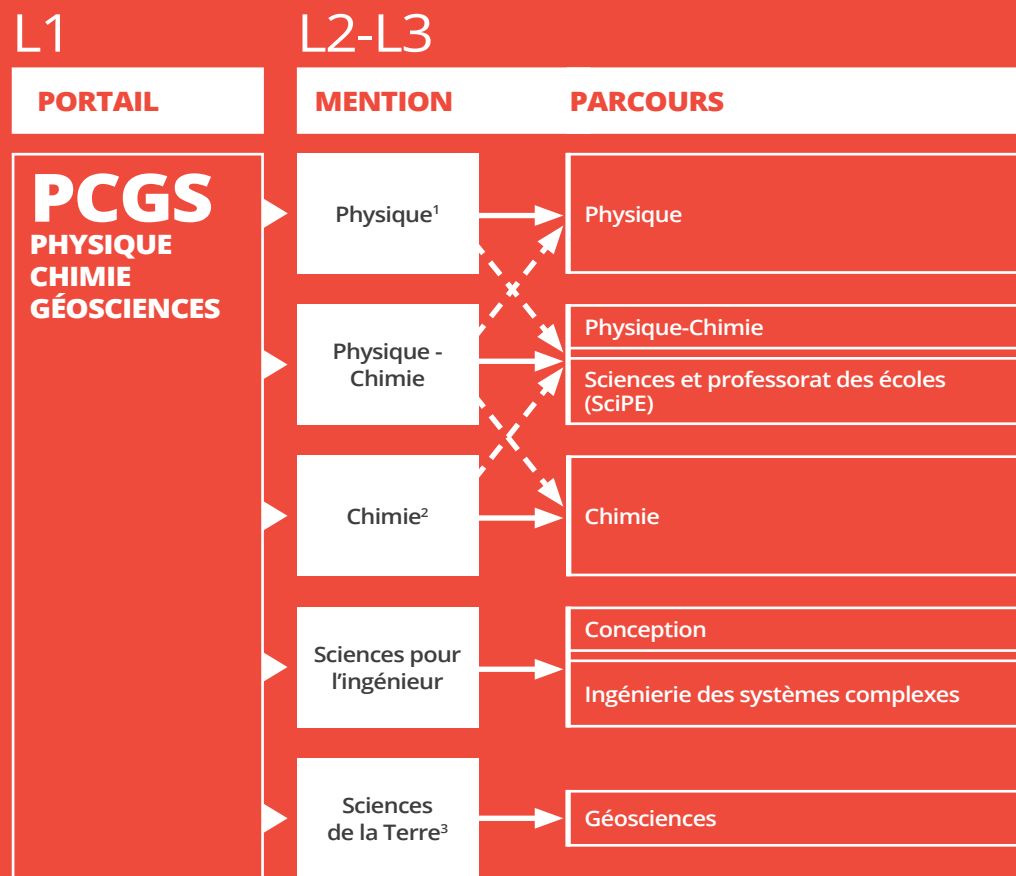 L1
L2-L3
PORTAIL
MENTION
PARCOURS
PCGS
PHYSIQUE
CHIMIE
GÉOSCIENCES
Physique¹
Physique
Physique -
Chimie
Physique-Chimie
Sciences et professorat des écoles
(SciPE)
Chimie²
Chimie
Sciences pour
l'ingénieur
Conception
Ingénierie des systèmes complexes
Sciences
de la Terre³
Géosciences